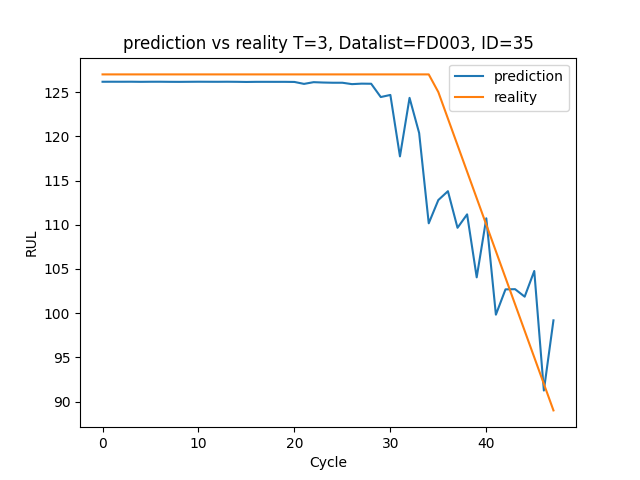 prediction vs reality T=3, Datalist=FD003, ID=35
prediction
reality
125
120
115
110
105
100
95
90
RUL
0 10 20 30 40
Cycle